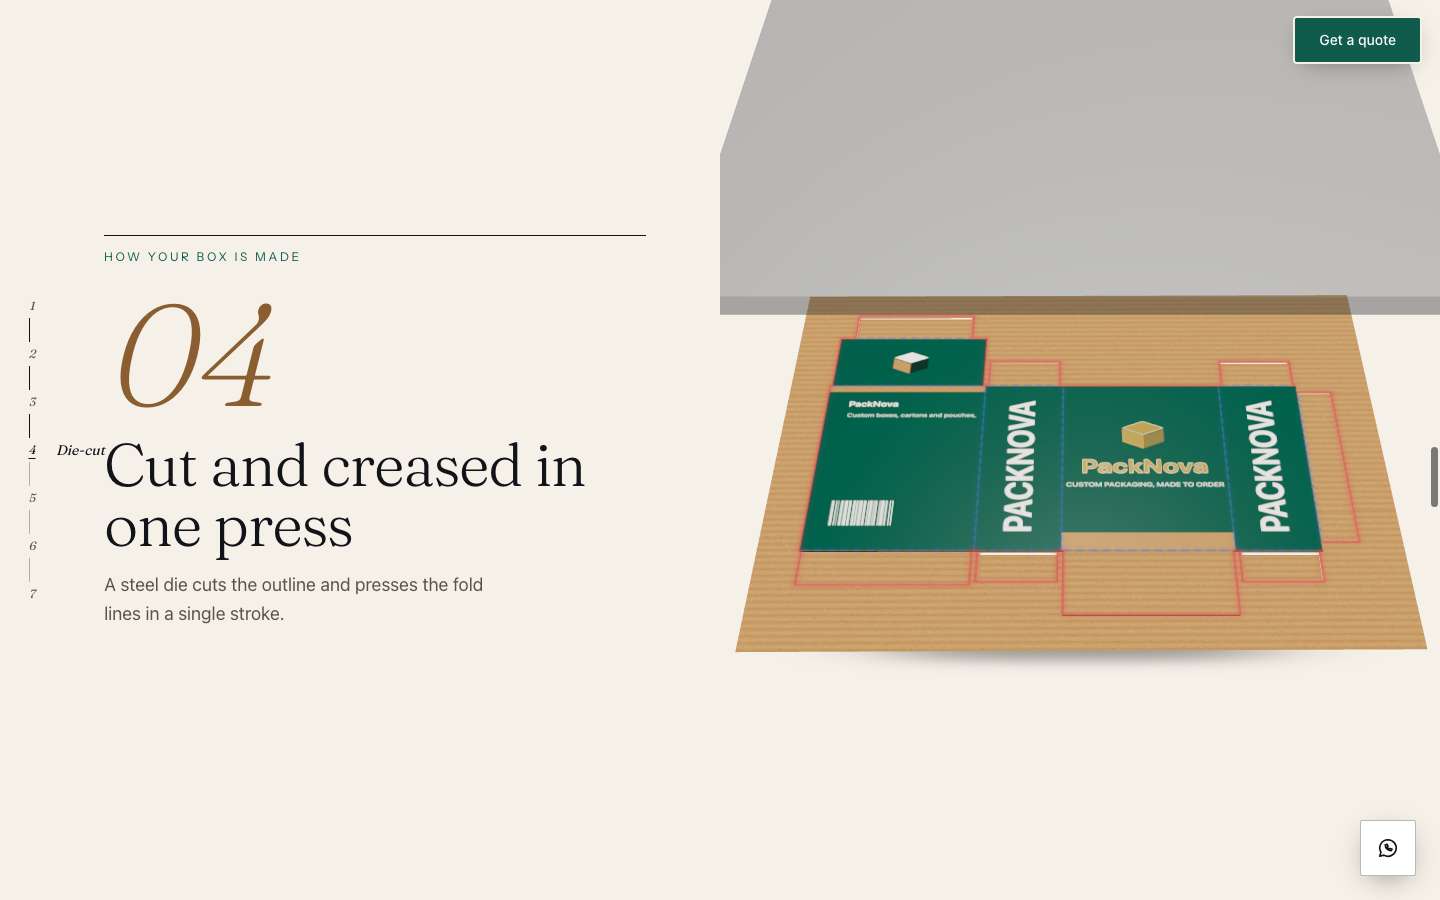 Get a quote
HOW YOUR BOX IS MADE
04
1
2
3
4 Die-cut
5
6
7
Cut and creased in
one press
A steel die cuts the outline and presses the fold
lines in a single stroke.
PackNova
Custom boxes, cartons and pouches,
PACKNOVA
PackNova
CUSTOM PACKAGING, MADE TO ORDER
PACKNOVA